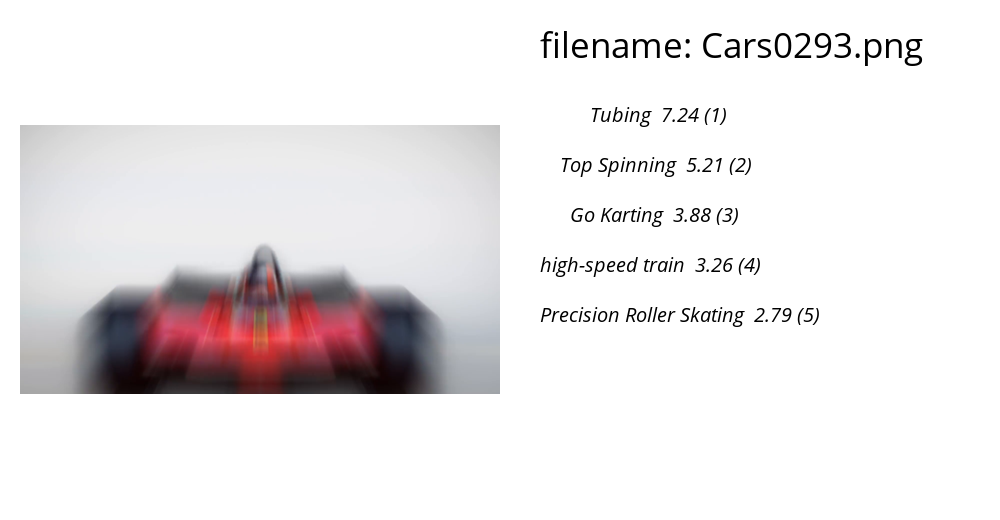 filename: Cars0293.png
Tubing 7.24 (1)
Top Spinning 5.21 (2)
Go Karting 3.88 (3)
high-speed train 3.26 (4)
Precision Roller Skating 2.79 (5)